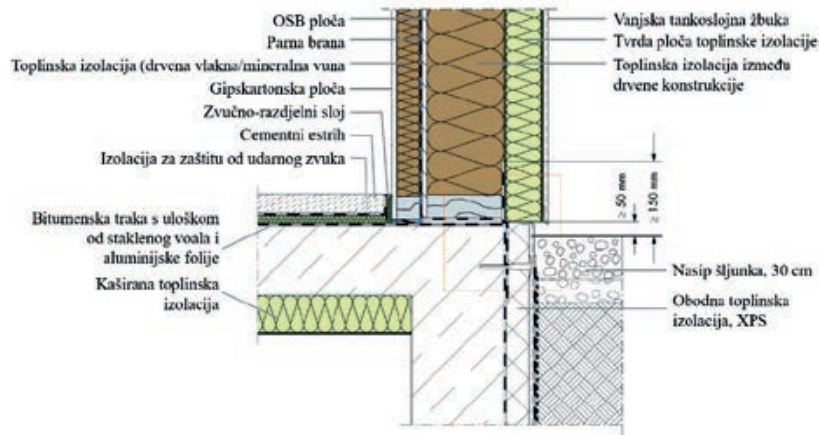 OSB ploča
Parna brana
Toplinska izolacija (drvena vlakna/mineralna vuna
Gipskartonska ploča
Zvučno-razdjelni sloj
Cementni estrih
Izolacija za zaštitu od udarnog zvuka
Bitumenska traka s uloškom
od staklenog voala i
aluminijske folije
Kaširana toplinska
izolacija
Vanjska tankoslojna žbuka
Tvrda ploča toplinske izolacije
Toplinska izolacija između
drvene konstrukcije
≥ 50 mm
≥ 150 mm
Nasip šljunka, 30 cm
Obodna toplinska
izolacija, XPS